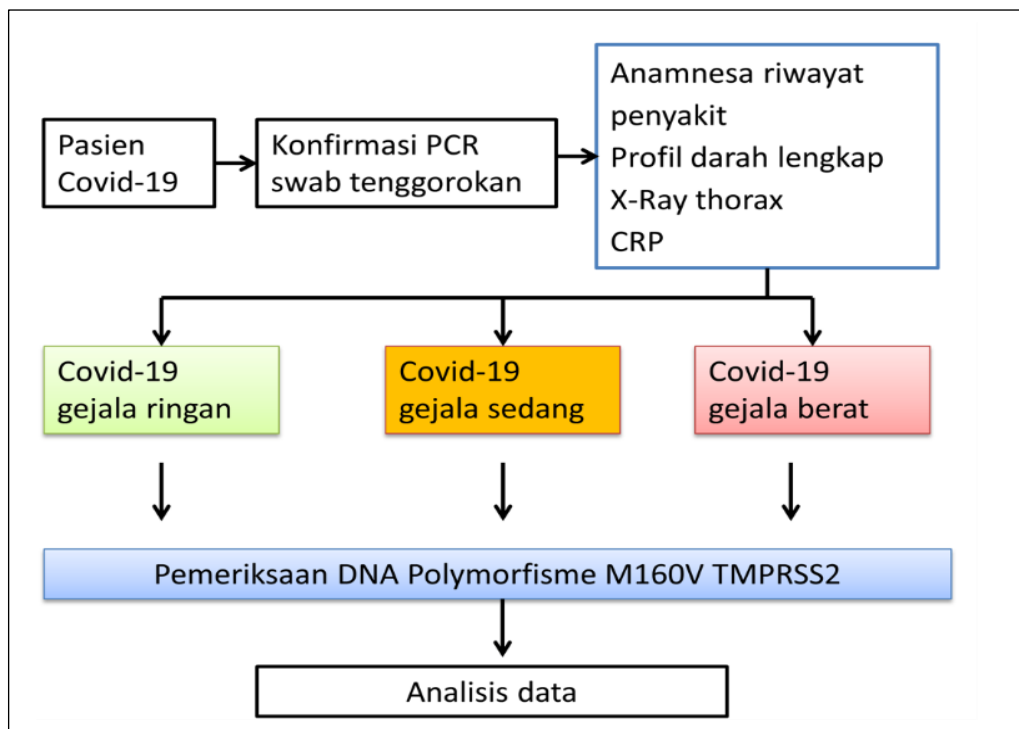 Pasien
Covid-19
Konfirmasi PCR
swab tenggorokan
Anamnesa riwayat
penyakit
Profil darah lengkap
X-Ray thorax
CRP
Covid-19
gejala ringan
Covid-19
gejala sedang
Covid-19
gejala berat
Pemeriksaan DNA Polymorfisme M160V TMPRSS2
Analisis data